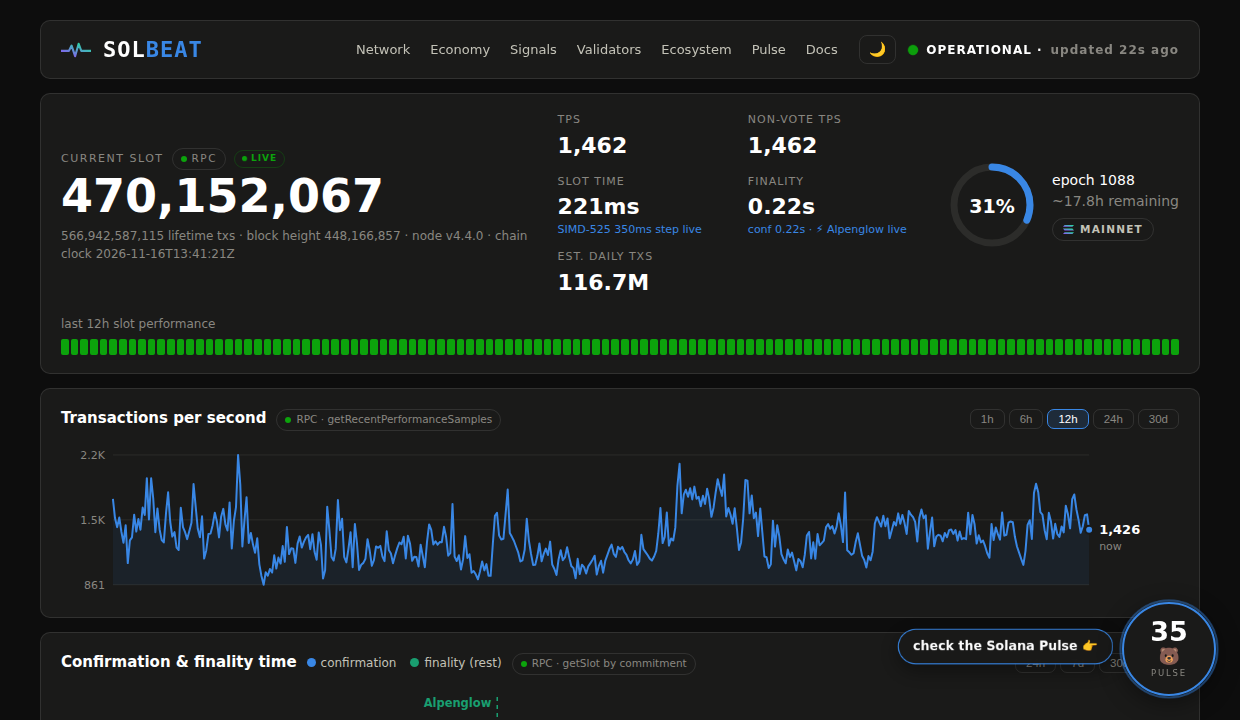 SOLBEAT
Network Economy Signals Validators Ecosystem Pulse Docs
OPERATIONAL · updated 22s ago
CURRENT SLOT RPC LIVE
470,152,067
566,942,587,115 lifetime txs · block height 448,166,857 · node v4.4.0 · chain
clock 2026-11-16T13:41:21Z
TPS
1,462
NON-VOTE TPS
1,462
SLOT TIME
221ms
SIMD-525 350ms step live
FINALITY
0.22s
conf 0.22s · ⚡ Alpenglow live
EST. DAILY TXS
116.7M
31%
epoch 1088
~17.8h remaining
MAINNET
last 12h slot performance
Transactions per second RPC · getRecentPerformanceSamples
1h 6h 12h 24h 30d
2.2K
1.5K
861
1,426
now
Confirmation & finality time confirmation finality (rest) RPC · getSlot by commitment
24h 7d
Alpenglow
check the Solana Pulse 👉
35
PULSE